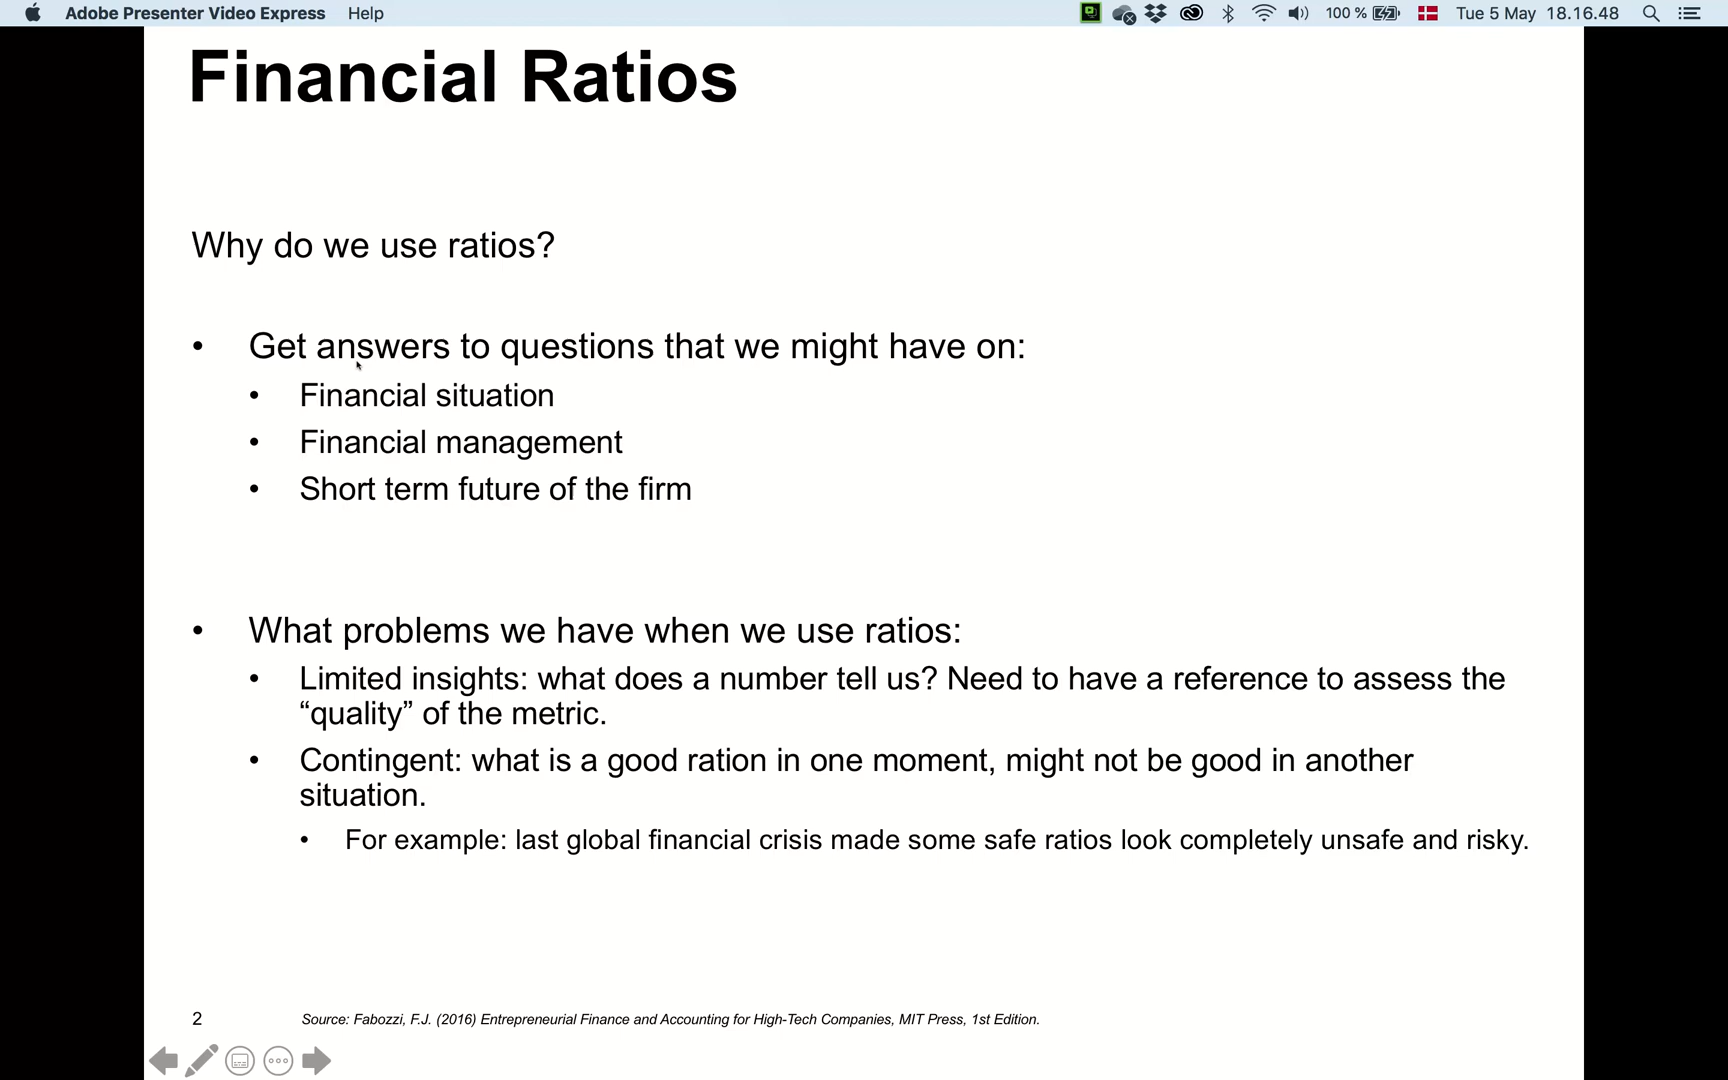 Adobe Presenter Video Express Help 100 % Tue 5 May 18.16.48
Financial Ratios
Why do we use ratios?
• Get answers to questions that we might have on:
• Financial situation
• Financial management
• Short term future of the firm
• What problems we have when we use ratios:
• Limited insights: what does a number tell us? Need to have a reference to assess the
“quality” of the metric.
• Contingent: what is a good ration in one moment, might not be good in another
situation.
• For example: last global financial crisis made some safe ratios look completely unsafe and risky.
2 Source: Fabozzi, F.J. (2016) Entrepreneurial Finance and Accounting for High-Tech Companies, MIT Press, 1st Edition.